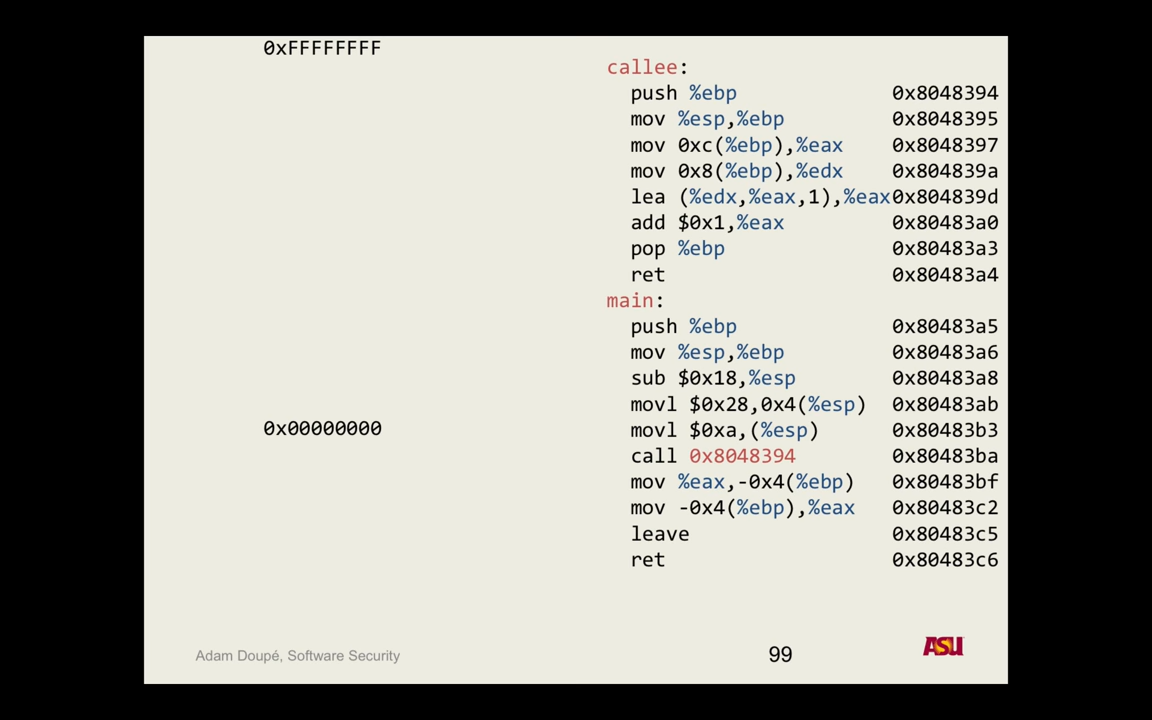 0xFFFFFFFF
callee:
push %ebp 0x8048394
mov %esp,%ebp 0x8048395
mov 0xc(%ebp),%eax 0x8048397
mov 0x8(%ebp),%edx 0x804839a
lea (%edx,%eax,1),%eax 0x804839d
add $0x1,%eax 0x80483a0
pop %ebp 0x80483a3
ret 0x80483a4
main:
push %ebp 0x80483a5
mov %esp,%ebp 0x80483a6
sub $0x18,%esp 0x80483a8
movl $0x28,0x4(%esp) 0x80483ab
0x00000000
movl $0xa,(%esp) 0x80483b3
call 0x8048394 0x80483ba
mov %eax,-0x4(%ebp) 0x80483bf
mov -0x4(%ebp),%eax 0x80483c2
leave 0x80483c5
ret 0x80483c6
Adam Doupé, Software Security
99
ASU